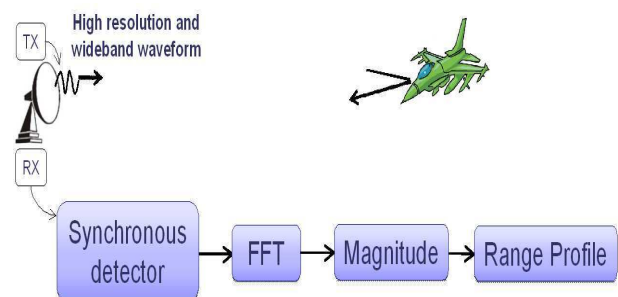 TX
High resolution and
wideband waveform
RX
Synchronous
detector
FFT
Magnitude
Range Profile